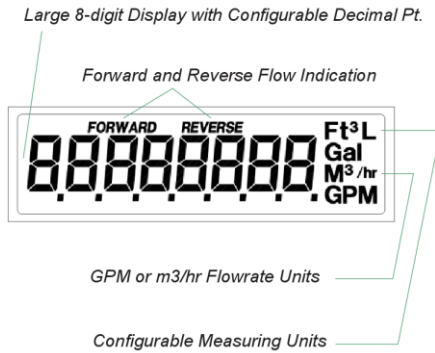 Large 8-digit Display with Configurable Decimal Pt.
Forward and Reverse Flow Indication
FORWARD REVERSE
Ft³ L
8.8.8.8.8.8.8.8
Gal
M³/hr
GPM
GPM or m3/hr Flowrate Units
Configurable Measuring Units